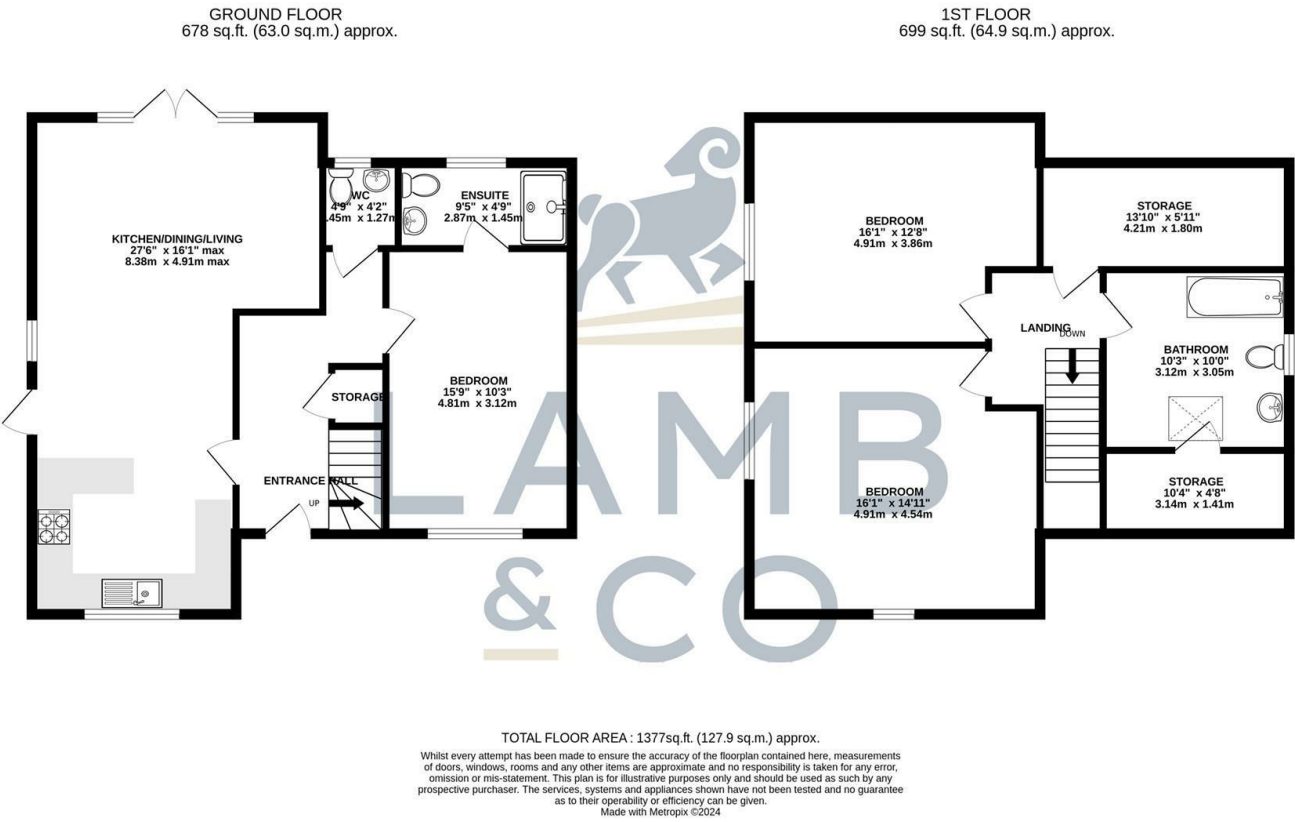 GROUND FLOOR
678 sq.ft. (63.0 sq.m.) approx.
1ST FLOOR
699 sq.ft. (64.9 sq.m.) approx.
KITCHEN/DINING/LIVING
27'6" x 16'1" max
8.38m x 4.91m max
WC
4'9" x 4'2"
.45m x 1.27m
ENSUITE
9'5" x 4'9"
2.87m x 1.45m
BEDROOM
15'9" x 10'3"
4.81m x 3.12m
STORAGE
ENTRANCE HALL
UP
BEDROOM
16'1" x 12'8"
4.91m x 3.86m
STORAGE
13'10" x 5'11"
4.21m x 1.80m
LANDING
DOWN
BATHROOM
10'3" x 10'0"
3.12m x 3.05m
BEDROOM
16'1" x 14'11"
4.91m x 4.54m
STORAGE
10'4" x 4'8"
3.14m x 1.41m
LAMB
& CO
TOTAL FLOOR AREA : 1377sq.ft. (127.9 sq.m.) approx.
Whilst every attempt has been made to ensure the accuracy of the floorplan contained here, measurements
of doors, windows, rooms and any other items are approximate and no responsibility is taken for any error,
omission or mis-statement. This plan is for illustrative purposes only and should be used as such by any
prospective purchaser. The services, systems and appliances shown have not been tested and no guarantee
as to their operability or efficiency can be given.
Made with Metropix ©2024